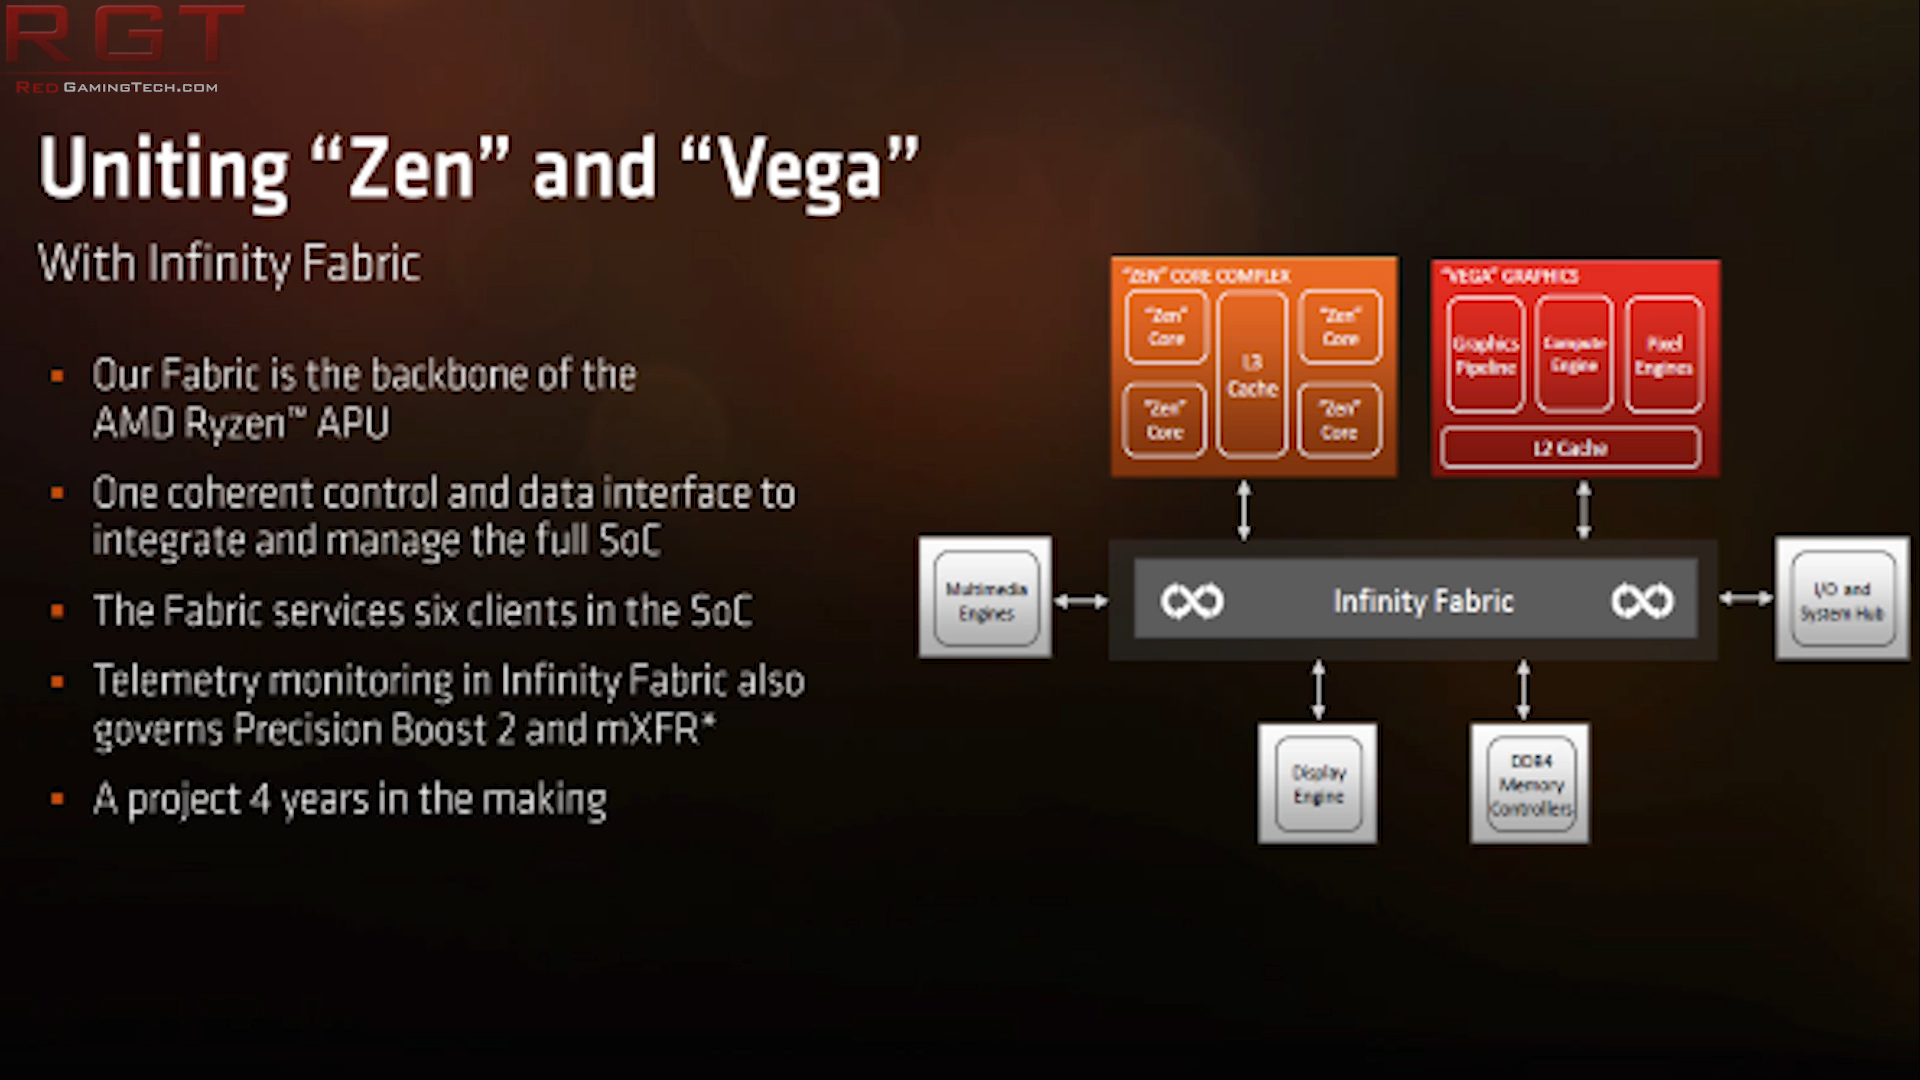 RGT
RedGamingTech.com
Uniting “Zen” and “Vega”
With Infinity Fabric
▪ Our Fabric is the backbone of the
AMD Ryzen™ APU
▪ One coherent control and data interface to
integrate and manage the full SoC
▪ The Fabric services six clients in the SoC
▪ Telemetry monitoring in Infinity Fabric also
governs Precision Boost 2 and mXFR*
▪ A project 4 years in the making
“ZEN” CORE COMPLEX
“Zen”
Core
“Zen”
Core
L3
Cache
“Zen”
Core
“Zen”
Core
“VEGA” GRAPHICS
Graphics
Pipeline
Compute
Engine
Pixel
Engines
L2 Cache
Multimedia
Engines
Infinity Fabric
I/O and
System Hub
Display
Engine
DDR4
Memory
Controllers